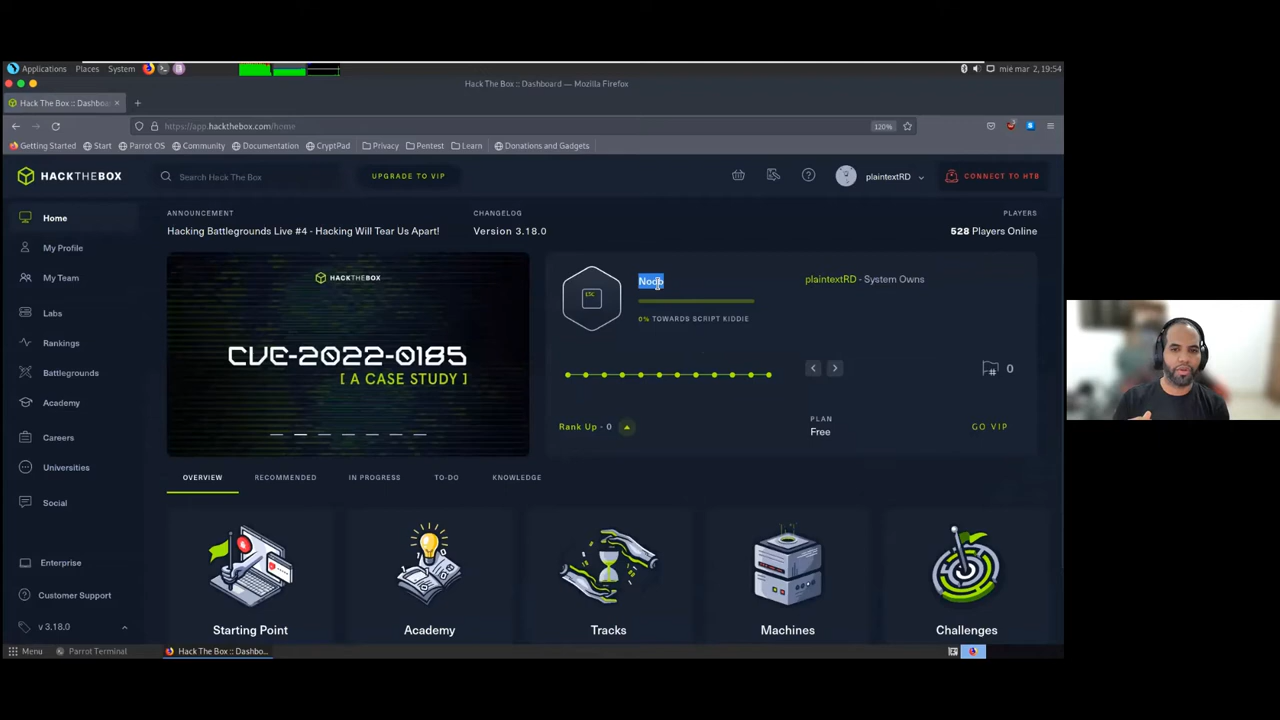 Applications Places System
mié mar 2, 19:54
Hack The Box :: Dashboard — Mozilla Firefox
Hack The Box :: Dashboa
https://app.hackthebox.com/home
120%
Getting Started Start Parrot OS Community Documentation CryptPad Privacy Pentest Learn Donations and Gadgets
HACKTHEBOX
Search Hack The Box
UPGRADE TO VIP
plaintextRD
CONNECT TO HTB
Home
My Profile
My Team
Labs
Rankings
Battlegrounds
Academy
Careers
Universities
Social
Enterprise
Customer Support
v 3.18.0
ANNOUNCEMENT
Hacking Battlegrounds Live #4 - Hacking Will Tear Us Apart!
CHANGELOG
Version 3.18.0
PLAYERS
528 Players Online
HACKTHEBOX
CVE-2022-0185
[ A CASE STUDY ]
Noob
0% TOWARDS SCRIPT KIDDIE
plaintextRD - System Owns
0
Rank Up - 0
PLAN
Free
GO VIP
OVERVIEW
RECOMMENDED
IN PROGRESS
TO-DO
KNOWLEDGE
Starting Point
Academy
Tracks
Machines
Challenges
Menu
Parrot Terminal
Hack The Box :: Dashbo...